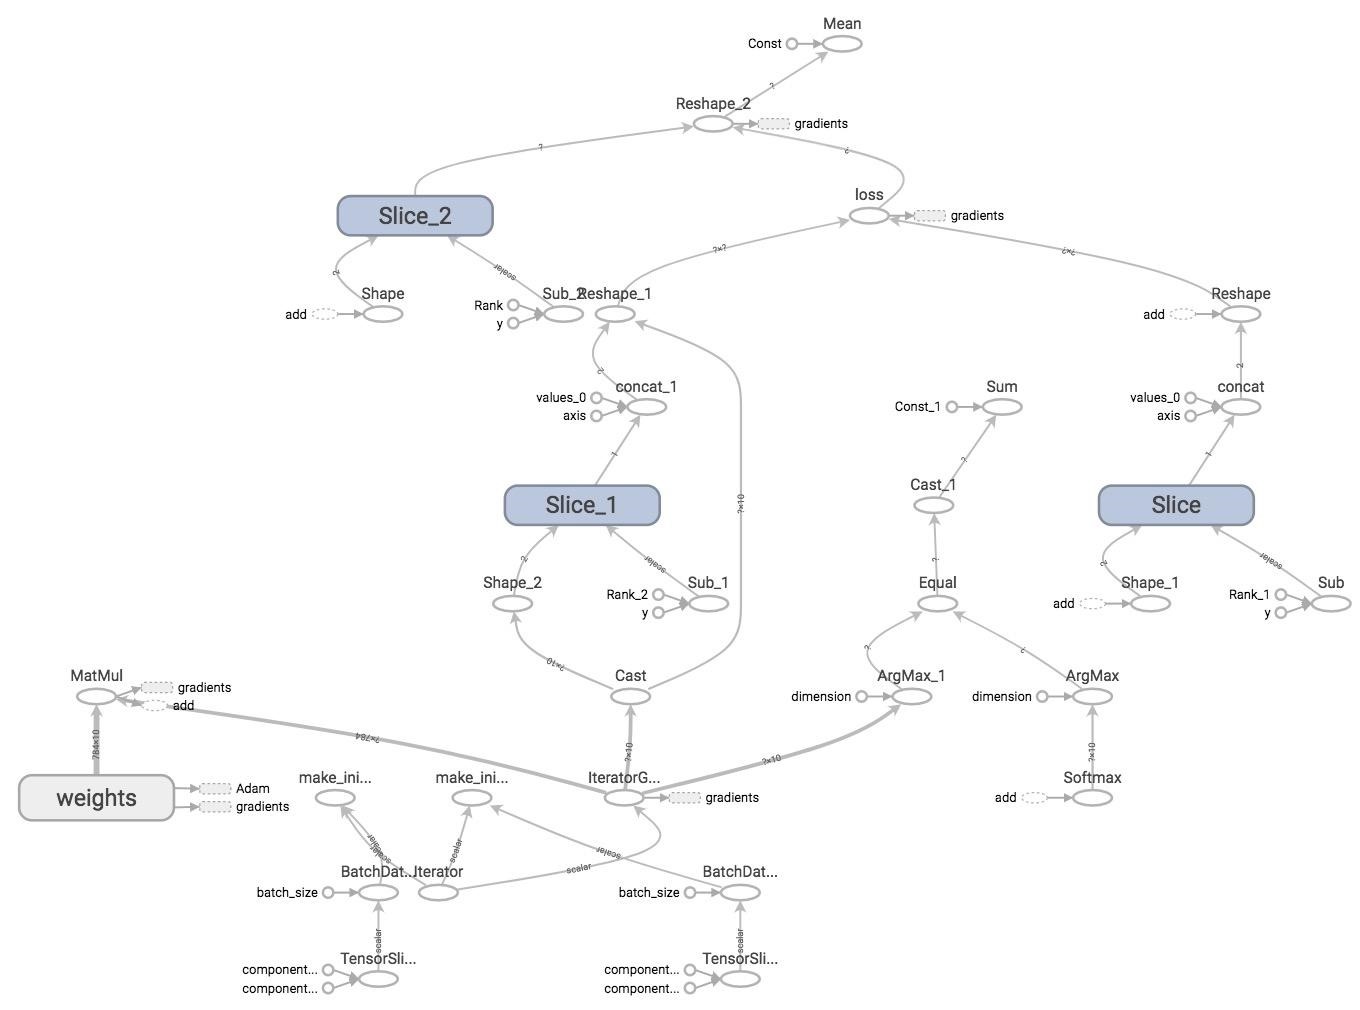 Mean
Const
?
Reshape_2
gradients
?
?
loss
Slice_2
gradients
?×?
?×?
2
scalar
Shape
Rank
Sub_2
Reshape_1
Reshape
add
y
add
2
2
concat_1
Sum
concat
values_0
Const_1
values_0
axis
axis
1
?
1
Cast_1
Slice_1
?×10
Slice
2
scalar
?
2
scalar
Shape_2
Sub_1
Equal
Shape_1
Sub
Rank_2
add
Rank_1
y
y
?
?
?×10
MatMul
Cast
ArgMax_1
ArgMax
gradients
dimension
dimension
add
784×10
?×784
?×10
?×10
?×10
make_ini...
make_ini...
IteratorG...
Softmax
weights
Adam
gradients
add
gradients
scalar
scalar
scalar
scalar
scalar
BatchDat...
Iterator
BatchDat...
batch_size
batch_size
scalar
scalar
TensorSli...
TensorSli...
component...
component...
component...
component...